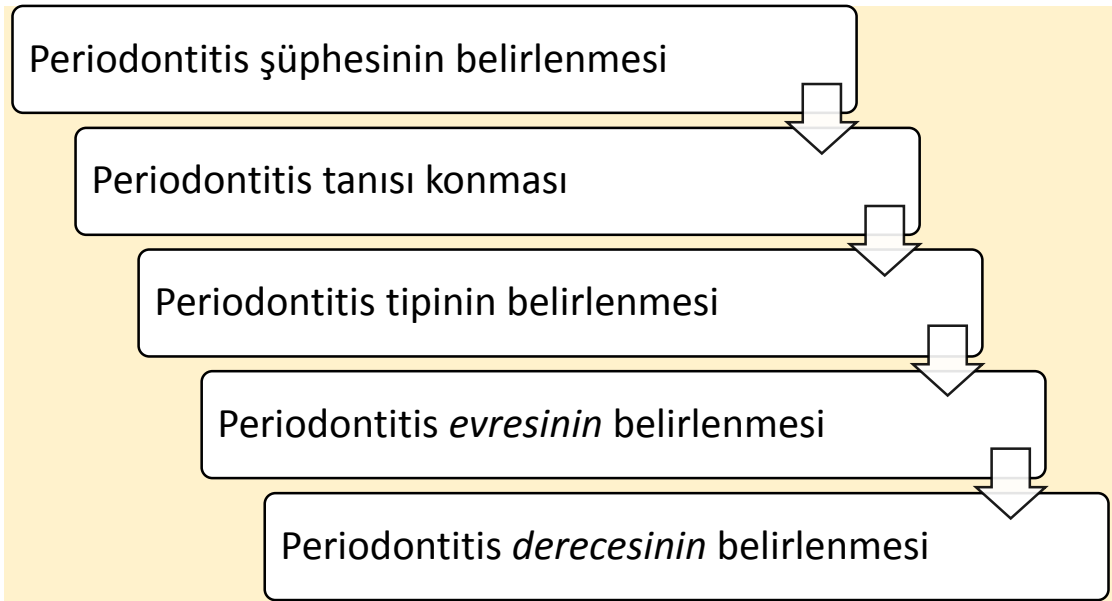 Periodontitis şüphesinin belirlenmesi
Periodontitis tanısı konması
Periodontitis tipinin belirlenmesi
Periodontitis evresinin belirlenmesi
Periodontitis derecesinin belirlenmesi